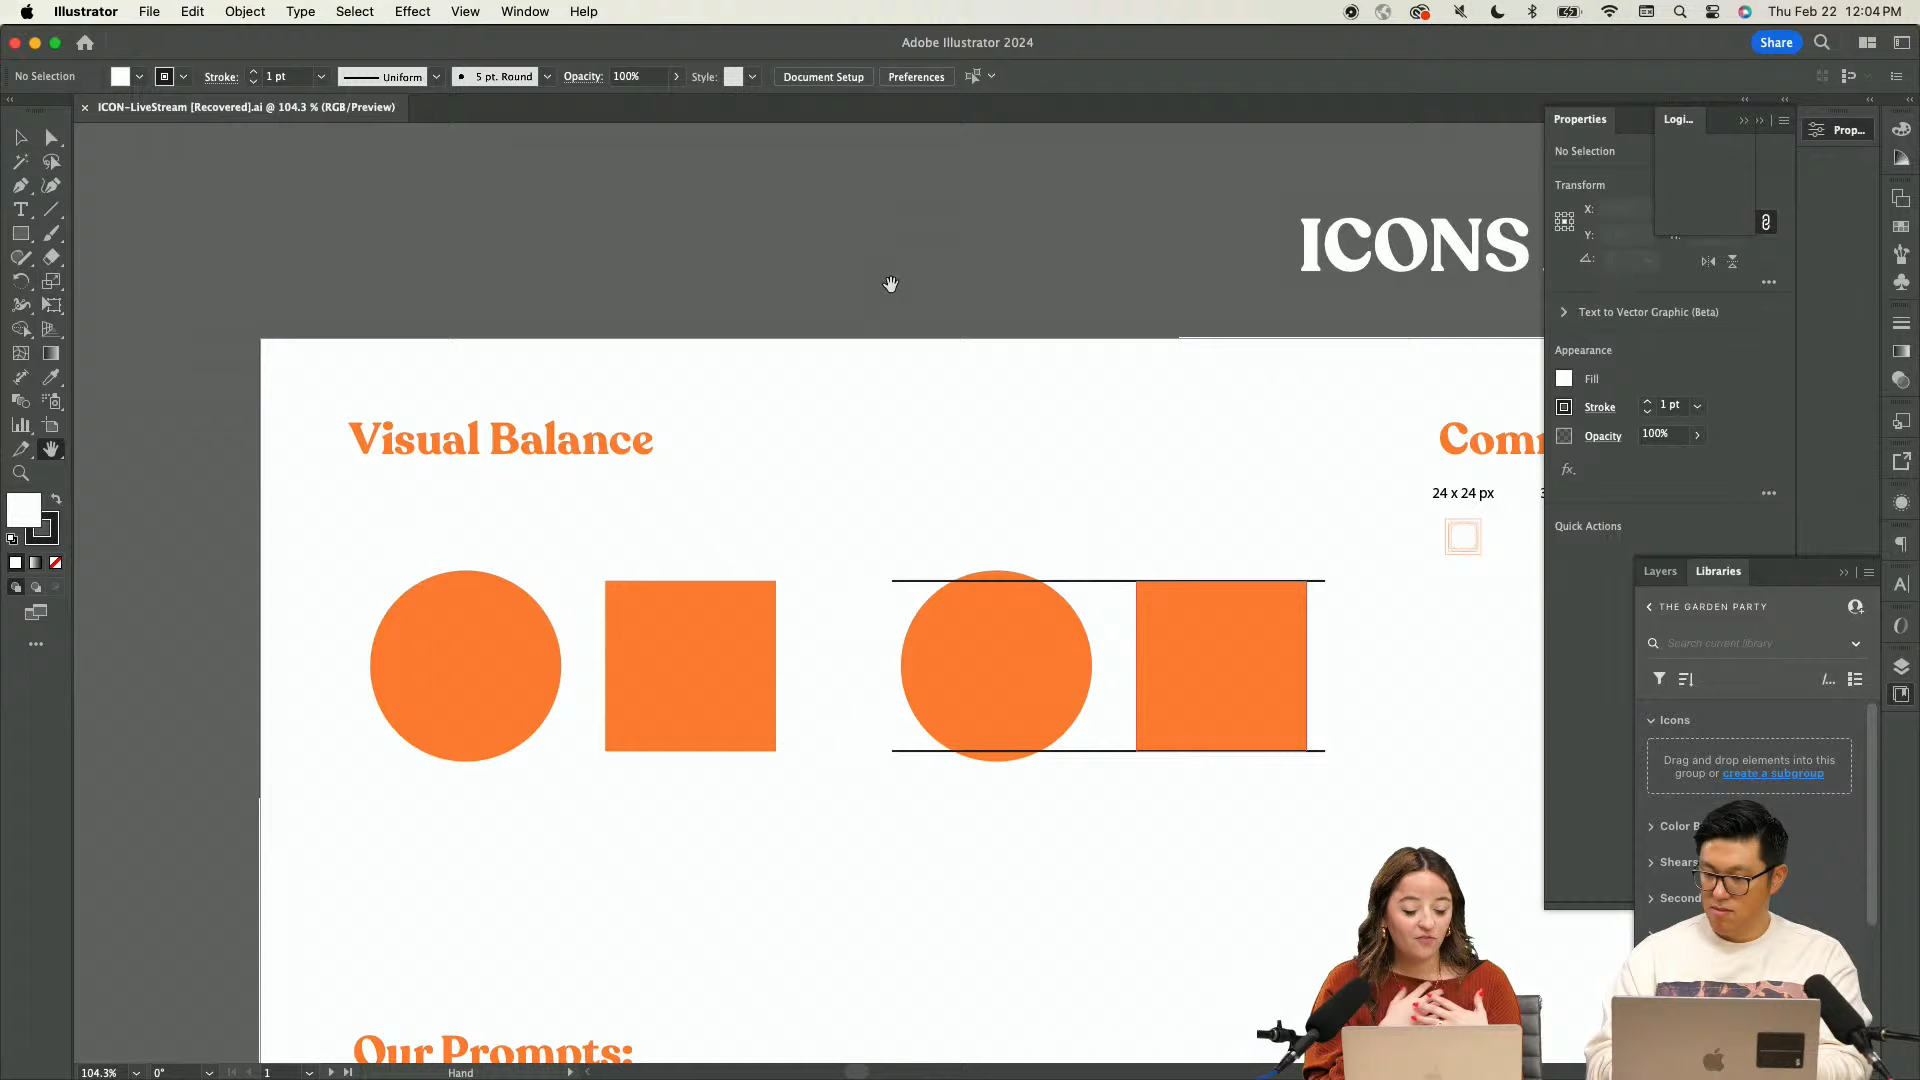 Illustrator File Edit Object Type Select Effect View Window Help
Thu Feb 22 12:04 PM
Adobe Illustrator 2024
Share
No Selection
Stroke: 1 pt
Uniform
5 pt. Round
Opacity: 100%
Style:
Document Setup
Preferences
× ICON-LiveStream [Recovered].ai @ 104.3 % (RGB/Preview)
Properties
Logi...
Prop...
No Selection
Transform
X:
Y:
ICONS
Text to Vector Graphic (Beta)
Appearance
Fill
Stroke 1 pt
Opacity 100%
fx.
Quick Actions
Visual Balance
Com
24 x 24 px
Layers Libraries
THE GARDEN PARTY
Search current library
/...
Icons
Drag and drop elements into this
group or create a subgroup
Color B
Shears
Second
Our Prompts:
104.3% 0° 1 Hand